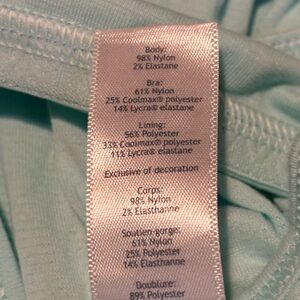 Body:
98% Nylon
2% Elastane
Bra:
61% Nylon
25% Coolmax® polyester
14% Lycra® elastane
Lining:
56% Polyester
33% Coolmax® polyester
11% Lycra® elastane
Exclusive of decoration
Corps:
98% Nylon
2% Elasthanne
Soutien-gorge:
61% Nylon
25% Polyester
14% Elasthanne
Doublure:
89% Polyester